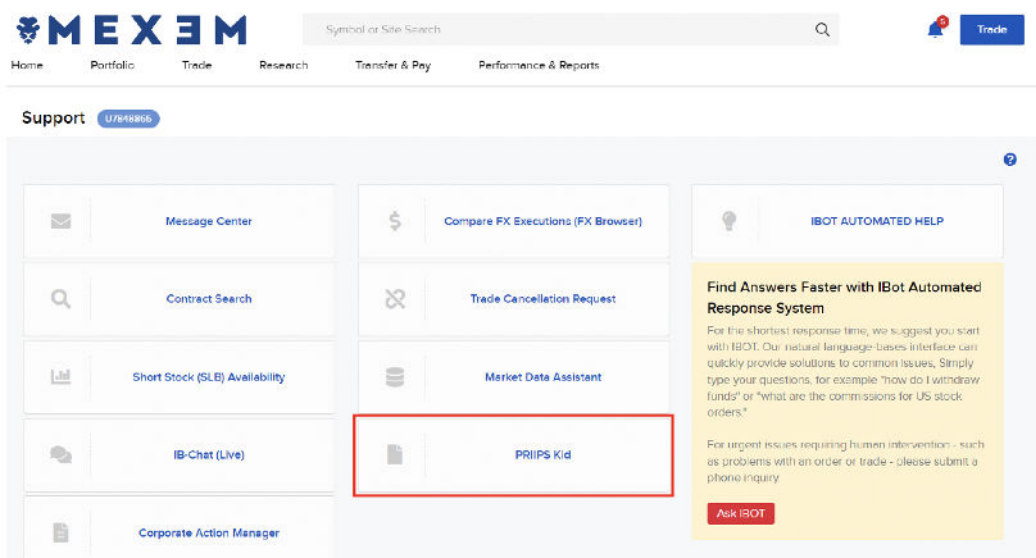 MEXEM
Symbol or Site Search
5
Trade
Home Portfolio Trade Research Transfer & Pay Performance & Reports
Support U7848865
?
Message Center
Compare FX Executions (FX Browser)
IBOT AUTOMATED HELP
Contract Search
Trade Cancellation Request
Find Answers Faster with IBot Automated
Response System
For the shortest response time, we suggest you start
with IBOT. Our natural language-bases interface can
quickly provide solutions to common issues, Simply
type your questions, for example "how do I withdraw
funds" or "what are the commissions for US stock
orders."
Short Stock (SLB) Availability
Market Data Assistant
For urgent issues requiring human intervention - such
as problems with an order or trade - please submit a
phone inquiry
IB-Chat (Live)
PRIIPS Kid
Ask IBOT
Corporate Action Manager